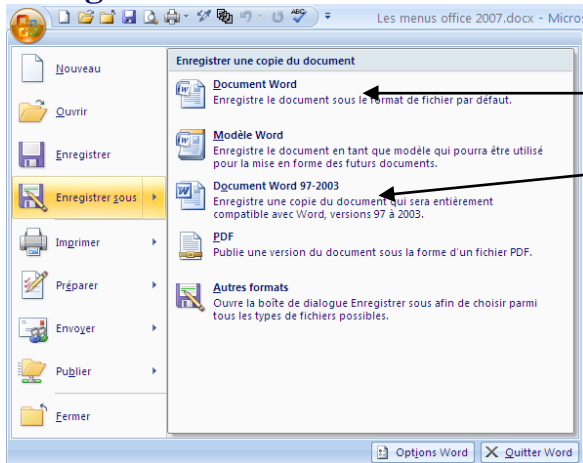 Les menus office 2007.docx - Micros
Nouveau
Ouvrir
Enregistrer
Enregistrer sous
Imprimer
Préparer
Envoyer
Publier
Fermer
Enregistrer une copie du document
Document Word
Enregistre le document sous le format de fichier par défaut.
Modèle Word
Enregistre le document en tant que modèle qui pourra être utilisé
pour la mise en forme des futurs documents.
Document Word 97-2003
Enregistre une copie du document qui sera entièrement
compatible avec Word, versions 97 à 2003.
PDF
Publie une version du document sous la forme d'un fichier PDF.
Autres formats
Ouvre la boîte de dialogue Enregistrer sous afin de choisir parmi
tous les types de fichiers possibles.
Options Word
Quitter Word